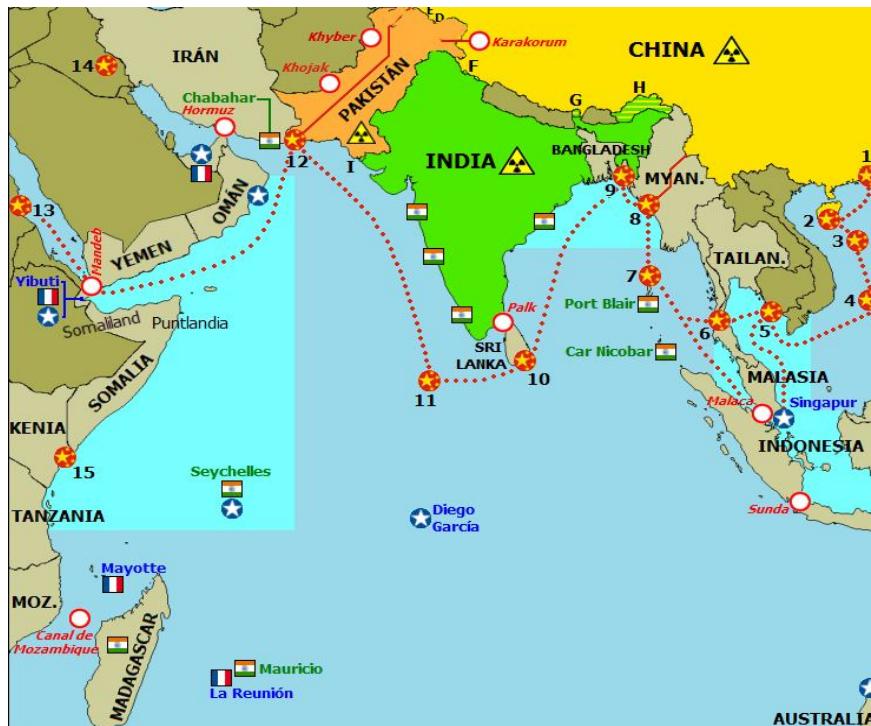 E
D
Khyber
Karakorum
IRÁN
CHINA
14
F
Khojak
PAKISTÁN
Chabahar
G
H
Hormuz
12
I
INDIA
BANGLADESH
MYAN.
1
9
OMÁN
8
2
13
3
YEMEN
Mandeb
TAILAN.
7
Yibuti
Port Blair
4
Somaliland
Puntlandia
Palk
6
5
SRI
LANKA
Car Nicobar
10
SOMALIA
11
MALASIA
Malaca
Singapur
KENIA
INDONESIA
15
Seychelles
TANZANIA
Diego
García
Sunda
Mayotte
MOZ.
Canal de
Mozambique
MADAGASCAR
Mauricio
La Reunión
AUSTRALIA